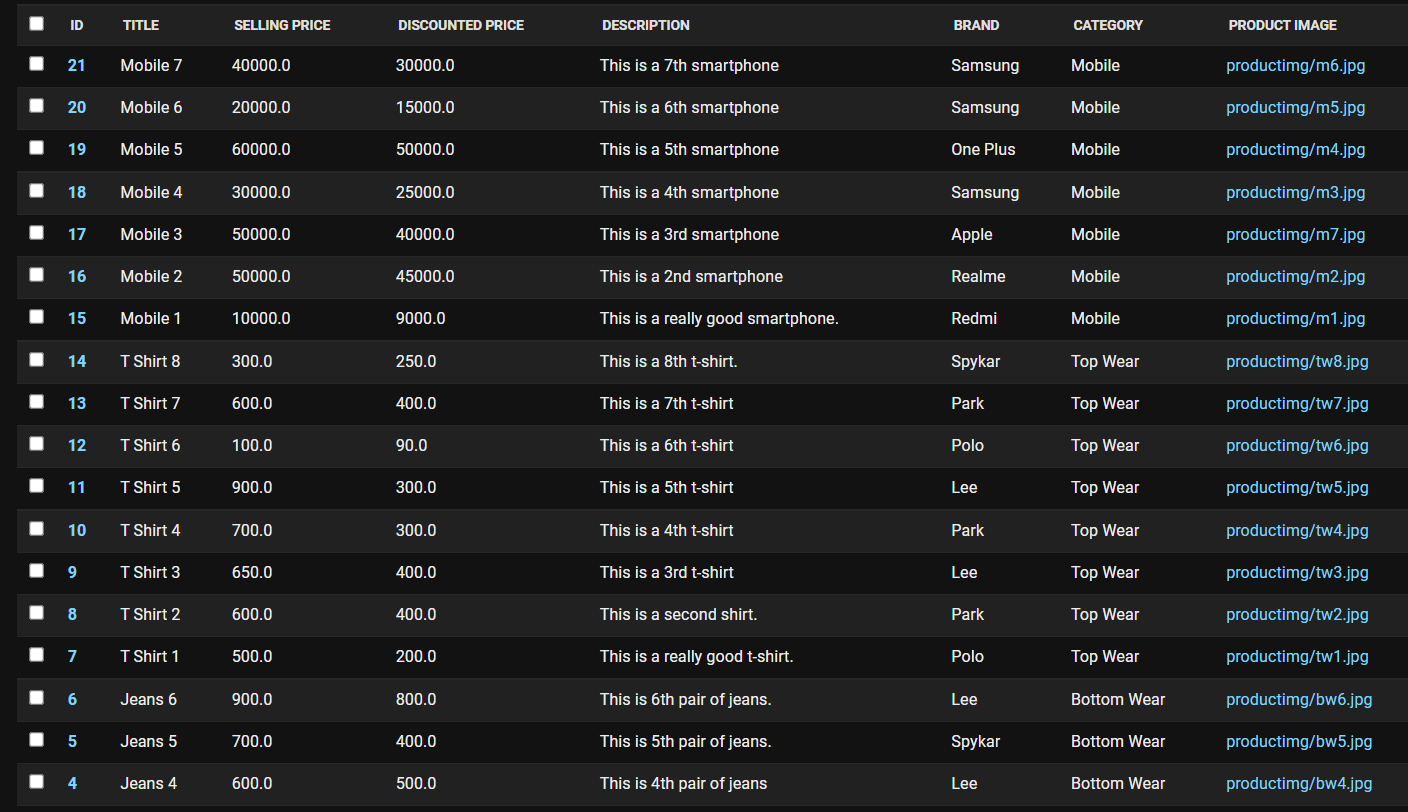 ID TITLE SELLING PRICE DISCOUNTED PRICE DESCRIPTION BRAND CATEGORY PRODUCT IMAGE
21 Mobile 7 40000.0 30000.0 This is a 7th smartphone Samsung Mobile productimg/m6.jpg
20 Mobile 6 20000.0 15000.0 This is a 6th smartphone Samsung Mobile productimg/m5.jpg
19 Mobile 5 60000.0 50000.0 This is a 5th smartphone One Plus Mobile productimg/m4.jpg
18 Mobile 4 30000.0 25000.0 This is a 4th smartphone Samsung Mobile productimg/m3.jpg
17 Mobile 3 50000.0 40000.0 This is a 3rd smartphone Apple Mobile productimg/m7.jpg
16 Mobile 2 50000.0 45000.0 This is a 2nd smartphone Realme Mobile productimg/m2.jpg
15 Mobile 1 10000.0 9000.0 This is a really good smartphone. Redmi Mobile productimg/m1.jpg
14 T Shirt 8 300.0 250.0 This is a 8th t-shirt. Spykar Top Wear productimg/tw8.jpg
13 T Shirt 7 600.0 400.0 This is a 7th t-shirt Park Top Wear productimg/tw7.jpg
12 T Shirt 6 100.0 90.0 This is a 6th t-shirt Polo Top Wear productimg/tw6.jpg
11 T Shirt 5 900.0 300.0 This is a 5th t-shirt Lee Top Wear productimg/tw5.jpg
10 T Shirt 4 700.0 300.0 This is a 4th t-shirt Park Top Wear productimg/tw4.jpg
9 T Shirt 3 650.0 400.0 This is a 3rd t-shirt Lee Top Wear productimg/tw3.jpg
8 T Shirt 2 600.0 400.0 This is a second shirt. Park Top Wear productimg/tw2.jpg
7 T Shirt 1 500.0 200.0 This is a really good t-shirt. Polo Top Wear productimg/tw1.jpg
6 Jeans 6 900.0 800.0 This is 6th pair of jeans. Lee Bottom Wear productimg/bw6.jpg
5 Jeans 5 700.0 400.0 This is 5th pair of jeans. Spykar Bottom Wear productimg/bw5.jpg
4 Jeans 4 600.0 500.0 This is 4th pair of jeans Lee Bottom Wear productimg/bw4.jpg